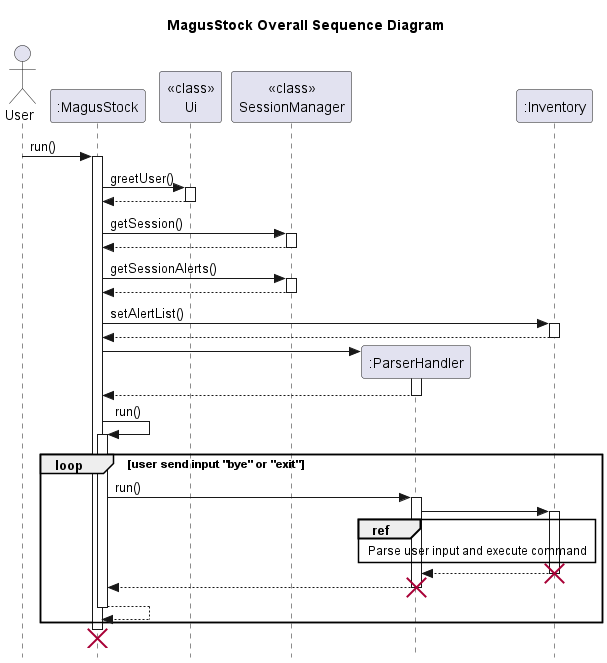 MagusStock Overall Sequence Diagram
User
:MagusStock
«class»
Ui
«class»
SessionManager
:Inventory
run()
greetUser()
getSession()
getSessionAlerts()
setAlertList()
:ParserHandler
run()
loop [user send input "bye" or "exit"]
run()
ref
Parse user input and execute command